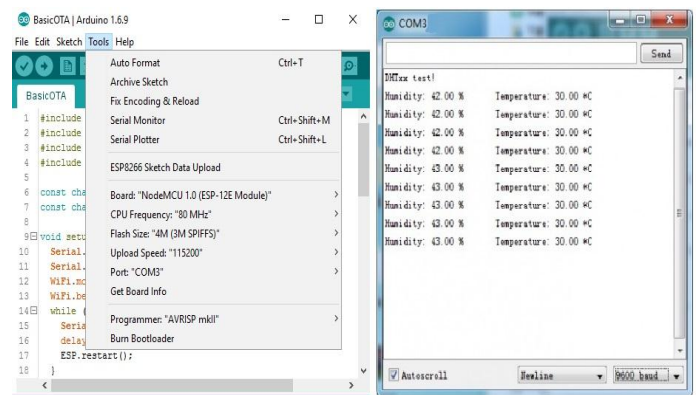 BasicOTA | Arduino 1.6.9
File Edit Sketch Tools Help
BasicOTA
Auto Format Ctrl+T
Archive Sketch
Fix Encoding & Reload
Serial Monitor Ctrl+Shift+M
Serial Plotter Ctrl+Shift+L
ESP8266 Sketch Data Upload
Board: "NodeMCU 1.0 (ESP-12E Module)"
CPU Frequency: "80 MHz"
Flash Size: "4M (3M SPIFFS)"
Upload Speed: "115200"
Port: "COM3"
Get Board Info
Programmer: "AVRISP mkII"
Burn Bootloader
1 #include
2 #include
3 #include
4 #include
5
6 const cha
7 const cha
8
9 void setu
10 Serial.
11 Serial.
12 WiFi.mo
13 WiFi.be
14 while (
15 Seria
16 delay
17 ESP.restart();
18 }
COM3
Send
DHTxx test!
Humidity: 42.00 % Temperature: 30.00 *C
Humidity: 42.00 % Temperature: 30.00 *C
Humidity: 42.00 % Temperature: 30.00 *C
Humidity: 42.00 % Temperature: 30.00 *C
Humidity: 43.00 % Temperature: 30.00 *C
Humidity: 43.00 % Temperature: 30.00 *C
Humidity: 43.00 % Temperature: 30.00 *C
Humidity: 43.00 % Temperature: 30.00 *C
Humidity: 43.00 % Temperature: 30.00 *C
Autoscroll Newline 9600 baud